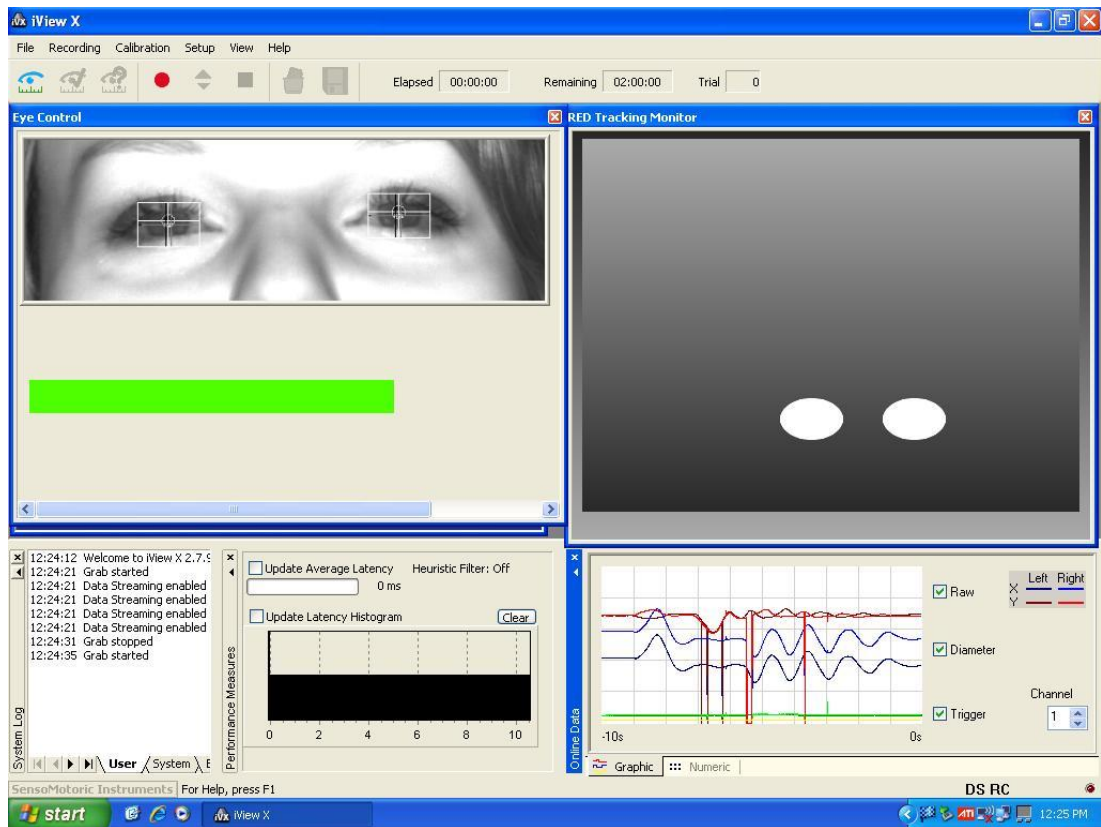 iView X
File Recording Calibration Setup View Help
Elapsed 00:00:00 Remaining 02:00:00 Trial 0
Eye Control
RED Tracking Monitor
12:24:12 Welcome to iView X 2.7.9
12:24:21 Grab started
12:24:21 Data Streaming enabled
12:24:21 Data Streaming enabled
12:24:21 Data Streaming enabled
12:24:21 Data Streaming enabled
12:24:31 Grab stopped
12:24:35 Grab started
System Log
User System E
Performance Measures
Update Average Latency Heuristic Filter: Off
0 ms
Update Latency Histogram Clear
0 2 4 6 8 10
Online Data
-10s 0s
Raw
Diameter
Trigger
Left Right
X
Y
Channel
1
Graphic Numeric
SensoMotoric Instruments For Help, press F1
DS RC
start iView X
ATI
12:25 PM